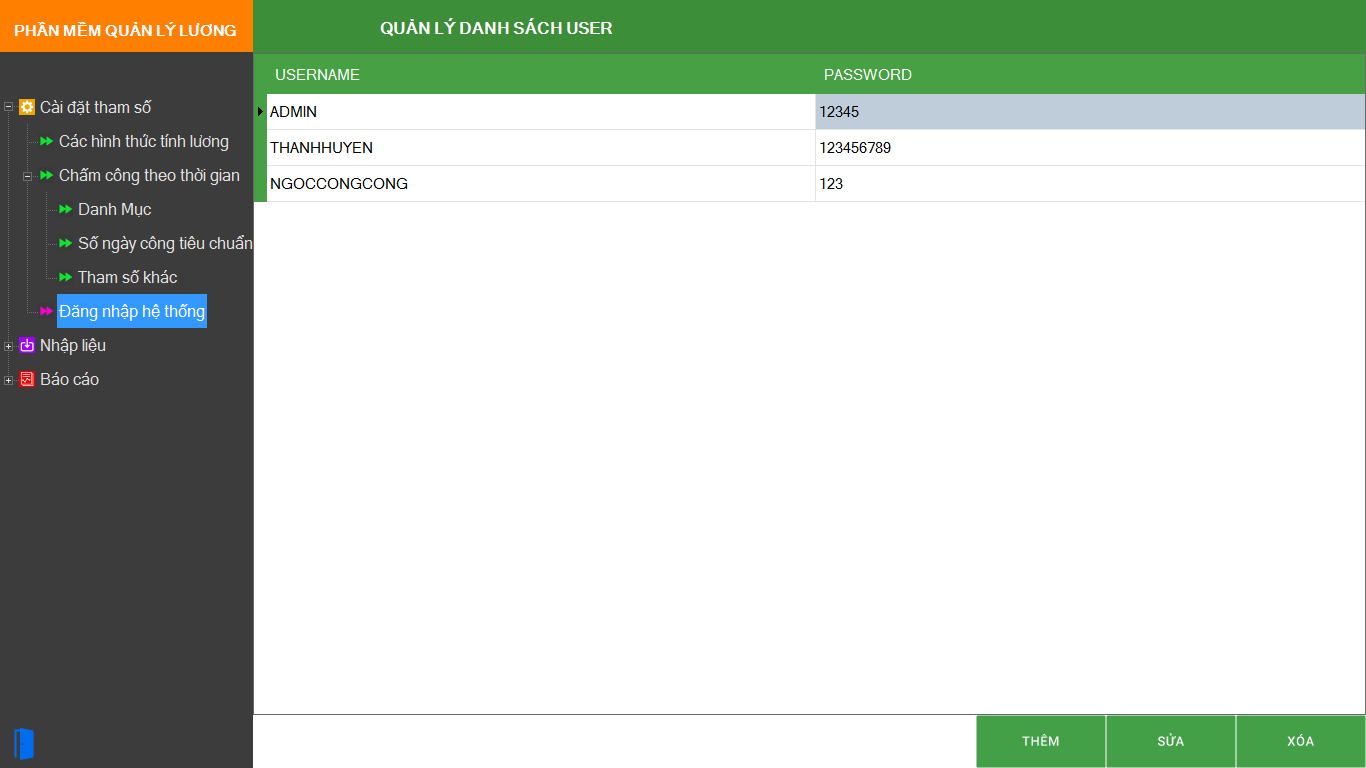 PHẦN MỀM QUẢN LÝ LƯƠNG
QUẢN LÝ DANH SÁCH USER
Cài đặt tham số
Các hình thức tính lương
Chấm công theo thời gian
Danh Mục
Số ngày công tiêu chuẩn
Tham số khác
Đăng nhập hệ thống
Nhập liệu
Báo cáo
USERNAME PASSWORD
ADMIN 12345
THANHHUYEN 123456789
NGOCCONGCONG 123
THÊM SỬA XÓA